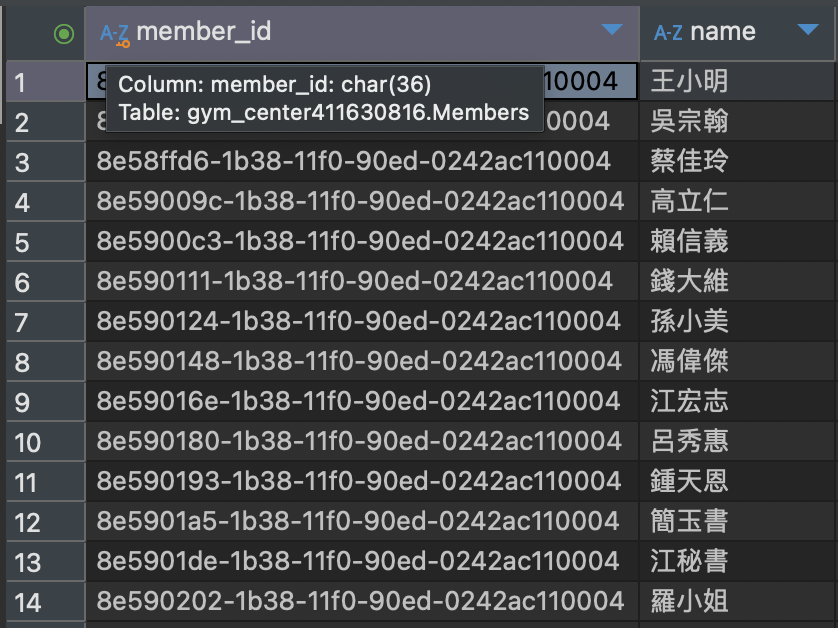 A-Z member_id A-Z name
1 8 110004 王小明
Column: member_id: char(36)
Table: gym_center411630816.Members
2 0004 吳宗翰
3 8e58ffd6-1b38-11f0-90ed-0242ac110004 蔡佳玲
4 8e59009c-1b38-11f0-90ed-0242ac110004 高立仁
5 8e5900c3-1b38-11f0-90ed-0242ac110004 賴信義
6 8e590111-1b38-11f0-90ed-0242ac110004 錢大維
7 8e590124-1b38-11f0-90ed-0242ac110004 孫小美
8 8e590148-1b38-11f0-90ed-0242ac110004 馮偉傑
9 8e59016e-1b38-11f0-90ed-0242ac110004 江宏志
10 8e590180-1b38-11f0-90ed-0242ac110004 呂秀惠
11 8e590193-1b38-11f0-90ed-0242ac110004 鍾天恩
12 8e5901a5-1b38-11f0-90ed-0242ac110004 簡玉書
13 8e5901de-1b38-11f0-90ed-0242ac110004 江秘書
14 8e590202-1b38-11f0-90ed-0242ac110004 羅小姐